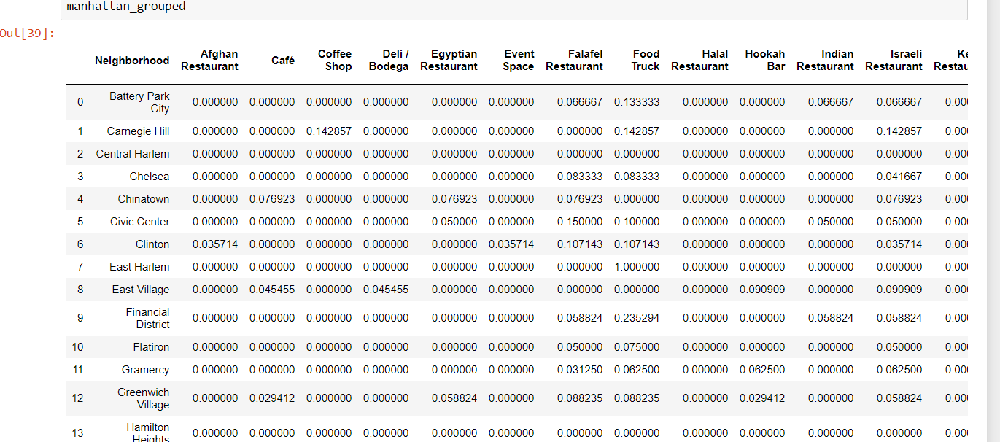 manhattan_grouped
Out[39]:
Neighborhood Afghan Restaurant Café Coffee Shop Deli / Bodega Egyptian Restaurant Event Space Falafel Restaurant Food Truck Halal Restaurant Hookah Bar Indian Restaurant Israeli Restaurant
0 Battery Park City 0.000000 0.000000 0.000000 0.000000 0.000000 0.000000 0.066667 0.133333 0.000000 0.000000 0.066667 0.066667 0.00
1 Carnegie Hill 0.000000 0.000000 0.142857 0.000000 0.000000 0.000000 0.000000 0.142857 0.000000 0.000000 0.000000 0.142857 0.00
2 Central Harlem 0.000000 0.000000 0.000000 0.000000 0.000000 0.000000 0.000000 0.000000 0.000000 0.000000 0.000000 0.000000 0.00
3 Chelsea 0.000000 0.000000 0.000000 0.000000 0.000000 0.000000 0.083333 0.083333 0.000000 0.000000 0.000000 0.041667 0.00
4 Chinatown 0.000000 0.076923 0.000000 0.000000 0.076923 0.000000 0.076923 0.000000 0.000000 0.000000 0.000000 0.076923 0.00
5 Civic Center 0.000000 0.000000 0.000000 0.000000 0.050000 0.000000 0.150000 0.100000 0.000000 0.000000 0.050000 0.050000 0.00
6 Clinton 0.035714 0.000000 0.000000 0.000000 0.000000 0.035714 0.107143 0.107143 0.000000 0.000000 0.000000 0.035714 0.00
7 East Harlem 0.000000 0.000000 0.000000 0.000000 0.000000 0.000000 0.000000 1.000000 0.000000 0.000000 0.000000 0.000000 0.00
8 East Village 0.000000 0.045455 0.000000 0.045455 0.000000 0.000000 0.000000 0.000000 0.000000 0.090909 0.000000 0.090909 0.00
9 Financial District 0.000000 0.000000 0.000000 0.000000 0.000000 0.000000 0.058824 0.235294 0.000000 0.000000 0.058824 0.058824 0.00
10 Flatiron 0.000000 0.000000 0.000000 0.000000 0.000000 0.000000 0.050000 0.075000 0.000000 0.000000 0.000000 0.050000 0.00
11 Gramercy 0.000000 0.000000 0.000000 0.000000 0.000000 0.000000 0.031250 0.062500 0.000000 0.062500 0.000000 0.062500 0.00
12 Greenwich Village 0.000000 0.029412 0.000000 0.000000 0.058824 0.000000 0.088235 0.088235 0.000000 0.029412 0.000000 0.058824 0.00
13 Hamilton Heights 0.000000 0.000000 0.000000 0.000000 0.000000 0.000000 0.000000 0.000000 0.000000 0.000000 0.000000 0.000000 0.00